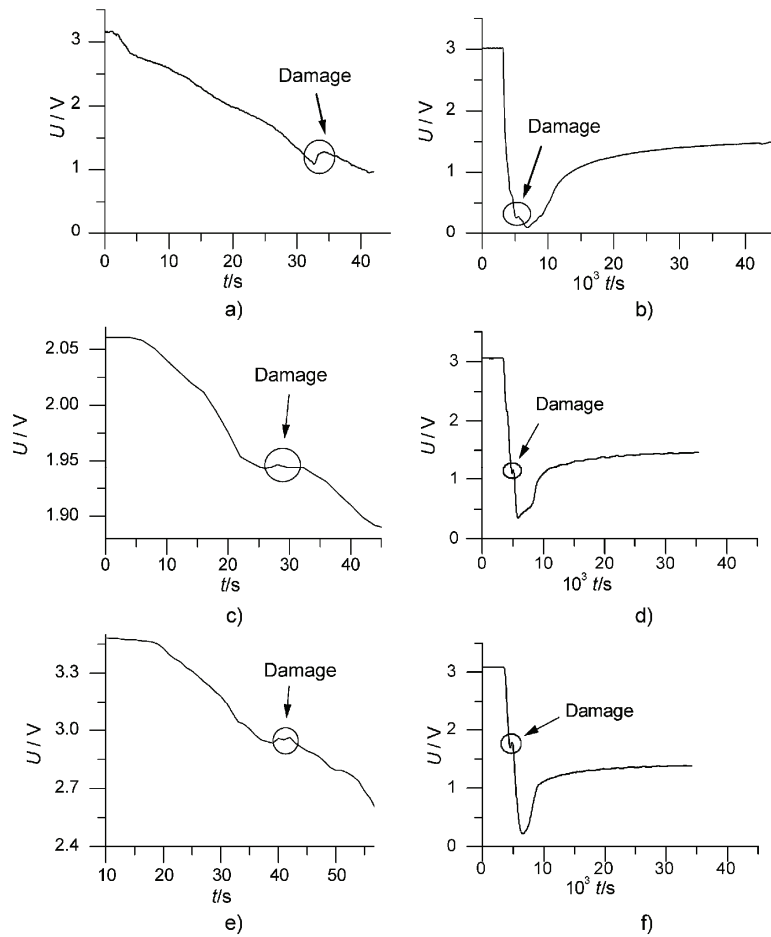 U / V
3
2
1
0
Damage
0 10 20 30 40
t/s
a)
U / V
3
2
1
0
Damage
0 10 20 30 40
10³ t/s
b)
U / V
2.05
2.00
1.95
1.90
Damage
0 10 20 30 40
t/s
c)
U / V
3
2
1
0
Damage
0 10 20 30 40
10³ t/s
d)
U / V
3.3
3.0
2.7
2.4
Damage
10 20 30 40 50
t/s
e)
U / V
3
2
1
0
Damage
0 10 20 30 40
10³ t/s
f)